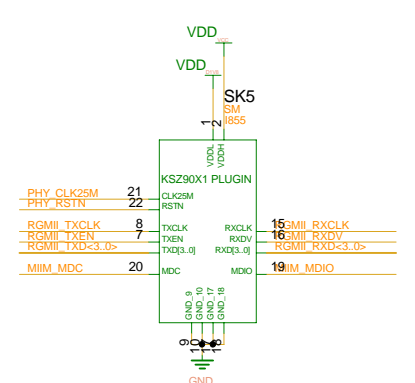 VDD
VCC
VDD
SK5
SM
I855
1
2
VDDL
VDDH
KSZ90X1 PLUGIN
PHY_CLK25M 21 CLK25M
PHY_RSTN 22 RSTN
RGMII_TXCLK 8 TXCLK RXCLK 15 RGMII_RXCLK
RGMII_TXEN 7 TXEN RXDV 16 RGMII_RXDV
RGMII_TXD<3..0> TXD[3..0] RXD[3..0] RGMII_RXD<3..0>
MIIM_MDC 20 MDC MDIO 19 MIIM_MDIO
GND_9
GND_10
GND_17
GND_18
9
10
18
GND